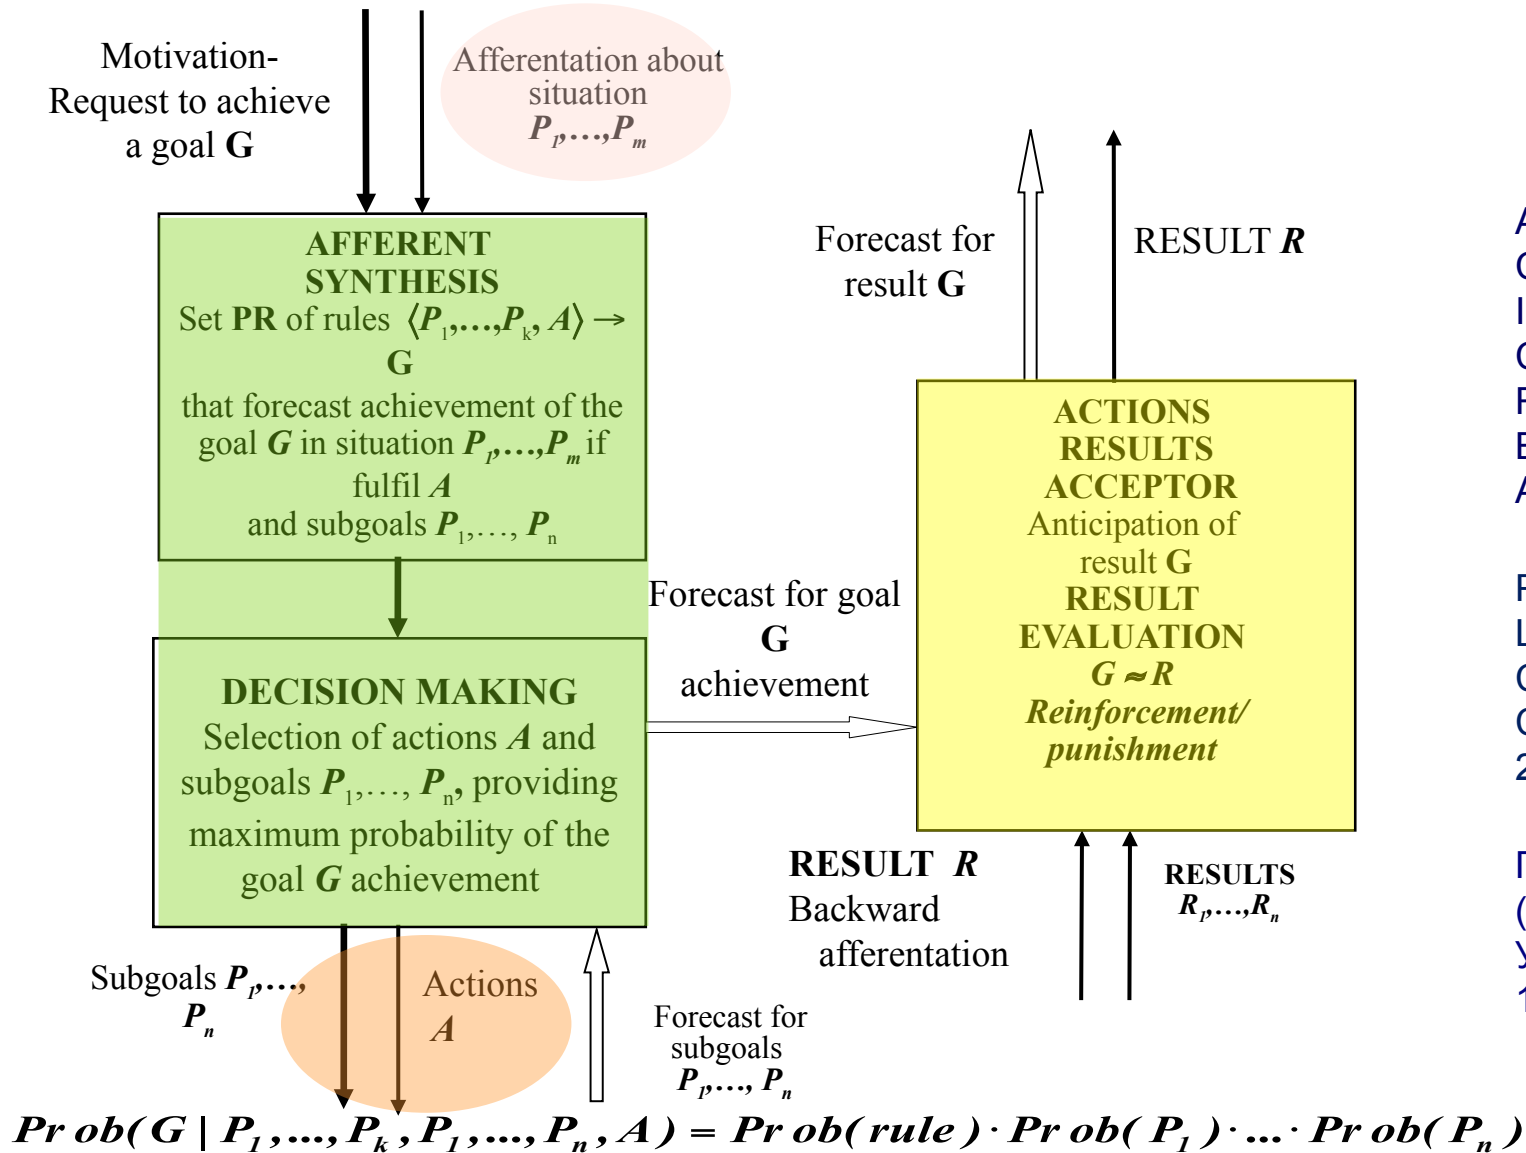 Motivation-
Request to achieve
a goal G
Afferentation about
situation
P₁,…,Pₘ
AFFERENT
SYNTHESIS
Set PR of rules ⟨P₁,…,Pₖ, A⟩ →
G
that forecast achievement of the
goal G in situation P₁,…,Pₘ if
fulfil A
and subgoals P₁,…, Pₙ
DECISION MAKING
Selection of actions A and
subgoals P₁,…, Pₙ, providing
maximum probability of the
goal G achievement
Subgoals P₁,…,
Pₙ
Actions
A
Forecast for
subgoals
P₁,…, Pₙ
Forecast for goal
G
achievement
Forecast for
result G
RESULT R
ACTIONS
RESULTS
ACCEPTOR
Anticipation of
result G
RESULT
EVALUATION
G ≈ R
Reinforcement/
punishment
RESULT R
Backward
afferentation
RESULTS
R₁,…,Rₙ
Prob(G | P₁,…,Pₖ,P₁,…,Pₙ,A) = Prob(rule)·Prob(P₁)·…·Prob(Pₙ)